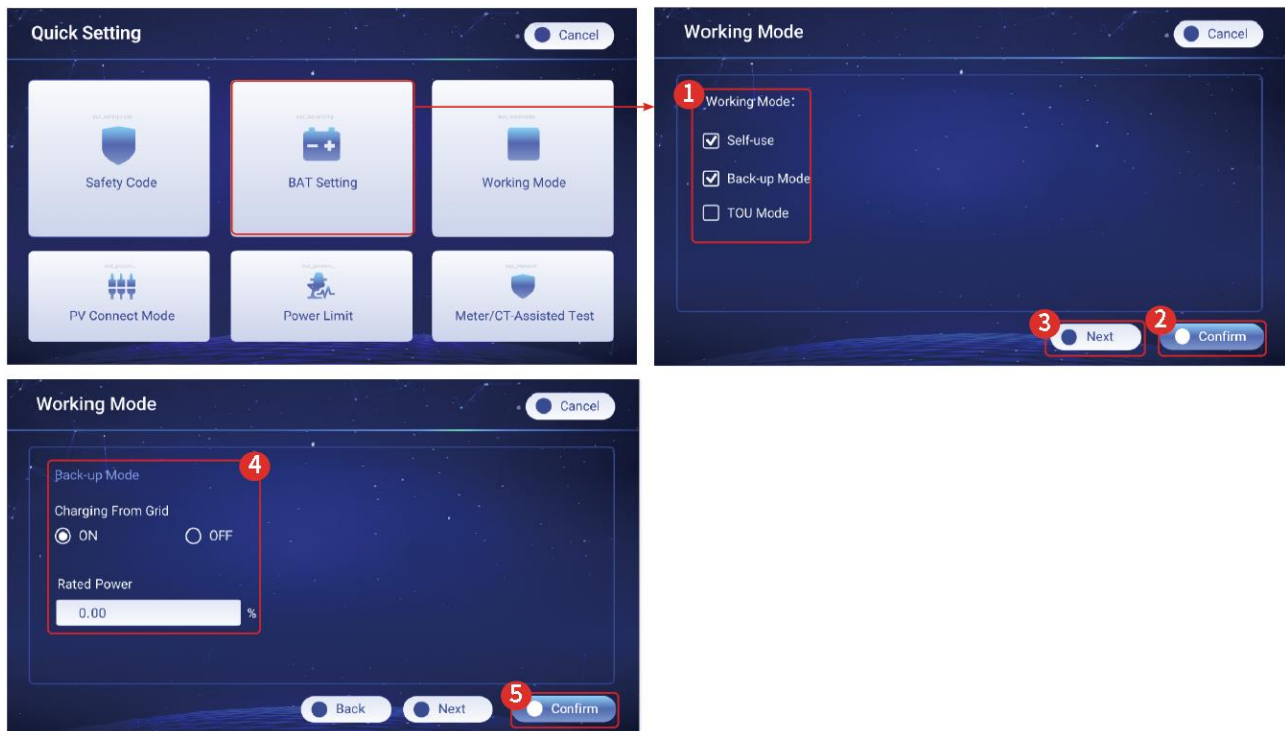 Quick Setting
Cancel
Safety Code
BAT Setting
Working Mode
PV Connect Mode
Power Limit
Meter/CT-Assisted Test
Working Mode
Cancel
1
Working Mode:
Self-use
Back-up Mode
TOU Mode
3
Next
2
Confirm
Working Mode
Cancel
4
Back-up Mode
Charging From Grid
ON OFF
Rated Power
0.00 %
Back
Next
5
Confirm